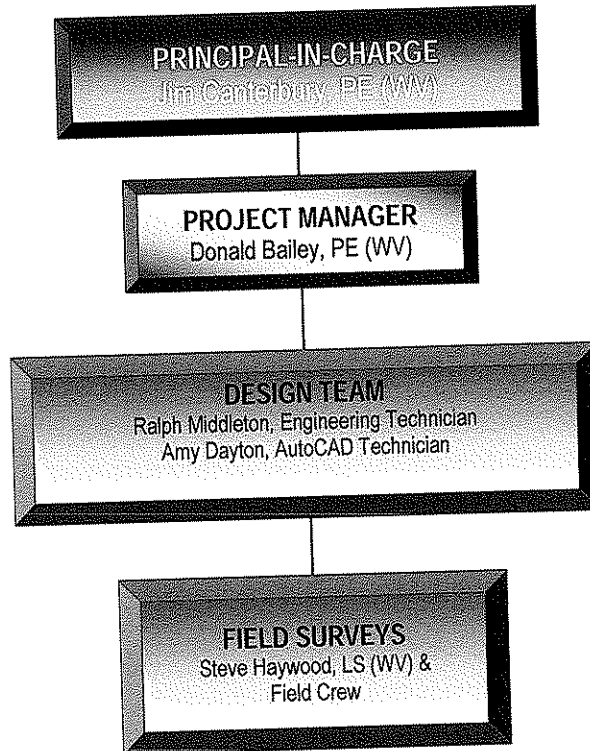 PRINCIPAL-IN-CHARGE
Jim Canterbury, PE (WV)
PROJECT MANAGER
Donald Bailey, PE (WV)
DESIGN TEAM
Ralph Middleton, Engineering Technician
Amy Dayton, AutoCAD Technician
FIELD SURVEYS
Steve Haywood, LS (WV) &
Field Crew